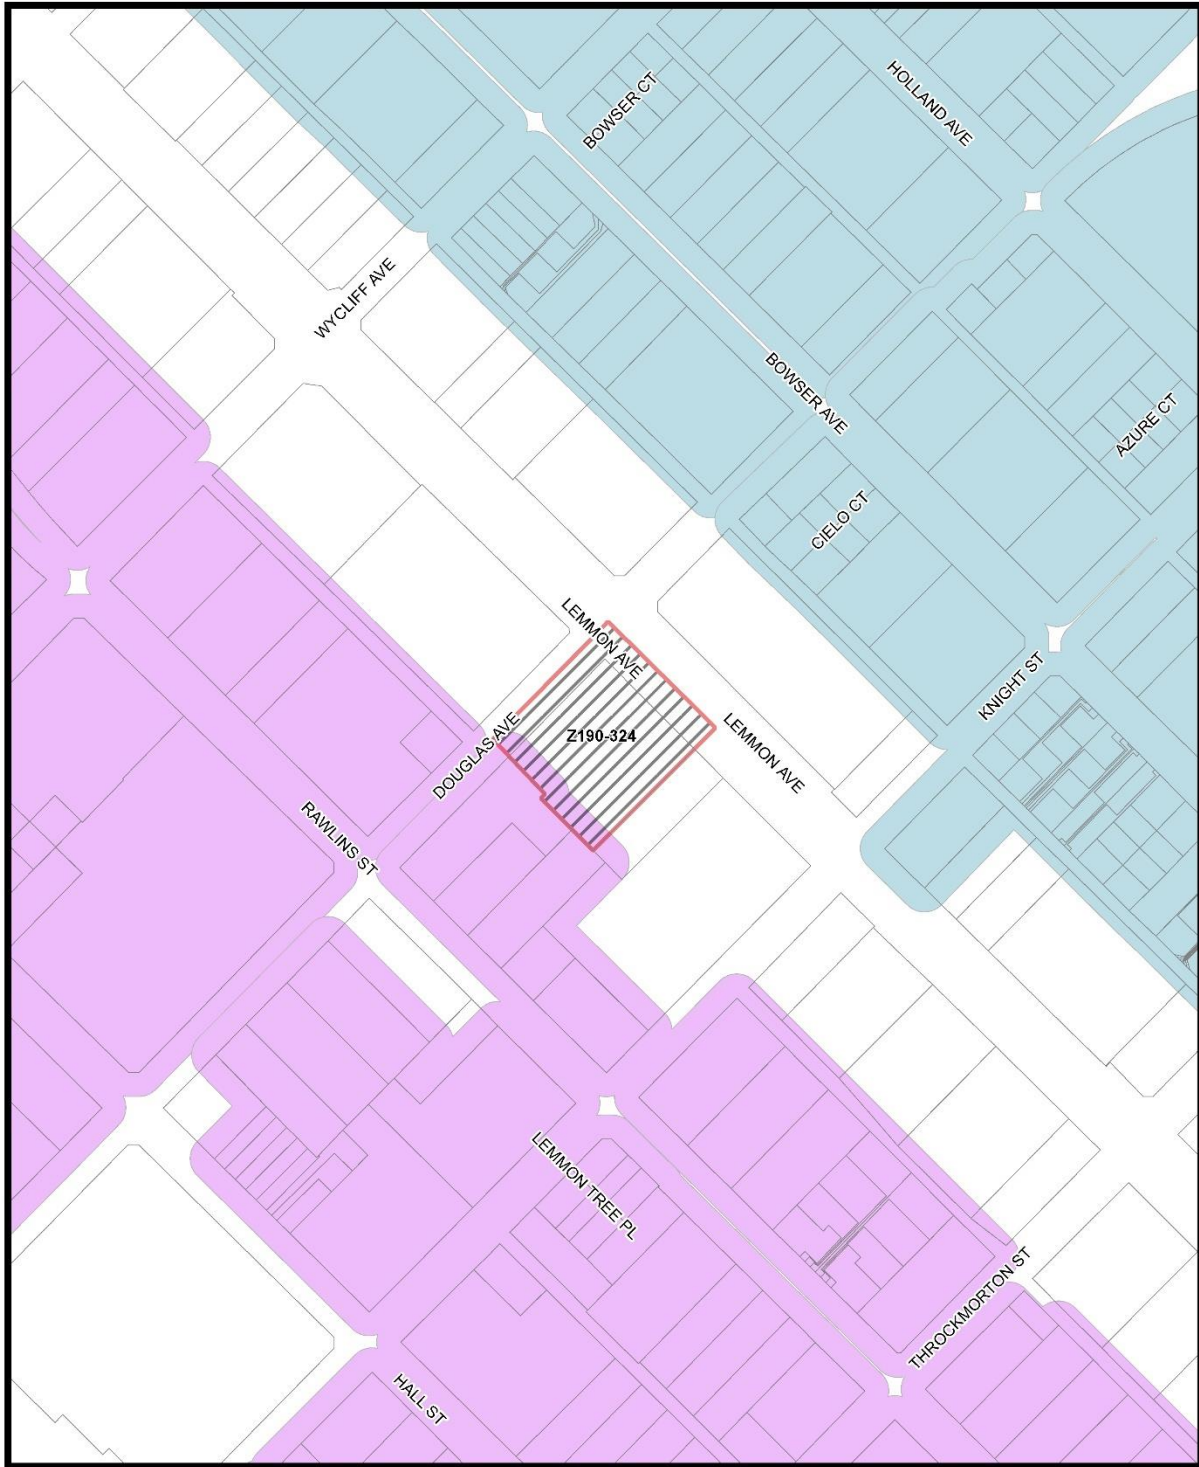 HOLLAND AVE
BOWSER CT
WYCLIFF AVE
BOWSER AVE
AZURE CT
CIELO CT
LEMMON AVE
KNIGHT ST
Z190-324
DOUGLAS AVE
LEMMON AVE
RAWLINS ST
LEMMON TREE PL
THROCKMORTON ST
HALL ST